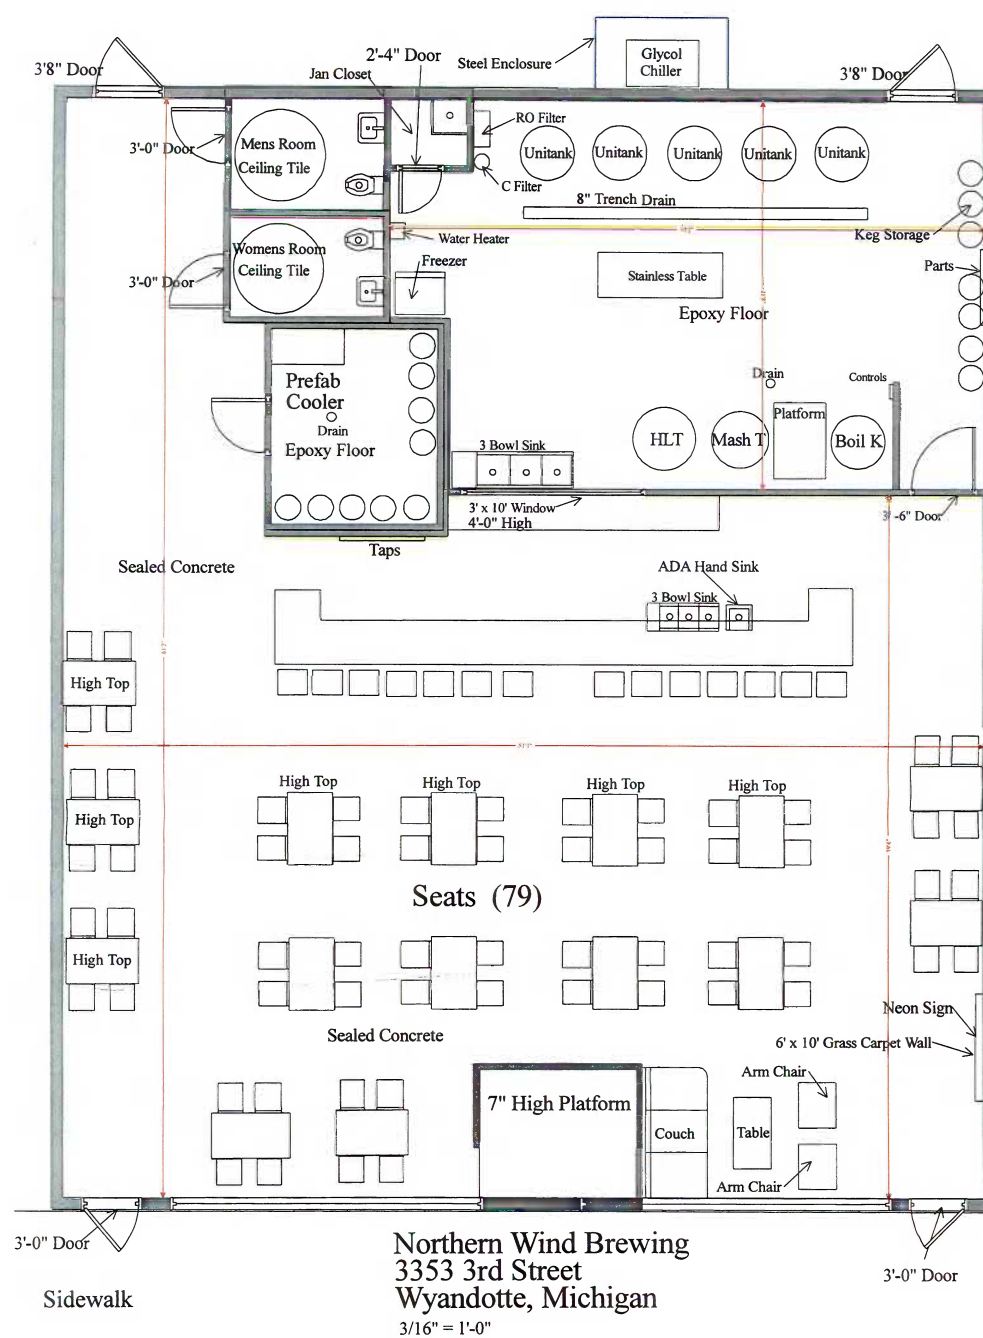 2'-4" Door
Steel Enclosure
Glycol
Chiller
3'8" Door
Jan Closet
3'8" Door
RO Filter
3'-0" Door
Mens Room
Ceiling Tile
Unitank
Unitank
Unitank
Unitank
Unitank
C Filter
8" Trench Drain
Water Heater
Keg Storage
Womens Room
Ceiling Tile
Freezer
Parts
3'-0" Door
Stainless Table
Epoxy Floor
Prefab
Cooler
Drain
Epoxy Floor
Drain
Controls
Platform
HLT
Mash T
Boil K
3 Bowl Sink
3' x 10' Window
4'-0" High
3'-6" Door
Taps
Sealed Concrete
ADA Hand Sink
3 Bowl Sink
High Top
High Top
High Top
High Top
High Top
High Top
Seats (79)
High Top
Neon Sign
Sealed Concrete
6' x 10' Grass Carpet Wall
Arm Chair
7" High Platform
Couch
Table
Arm Chair
3'-0" Door
3'-0" Door
Northern Wind Brewing
3353 3rd Street
Wyandotte, Michigan
Sidewalk
3/16" = 1'-0"